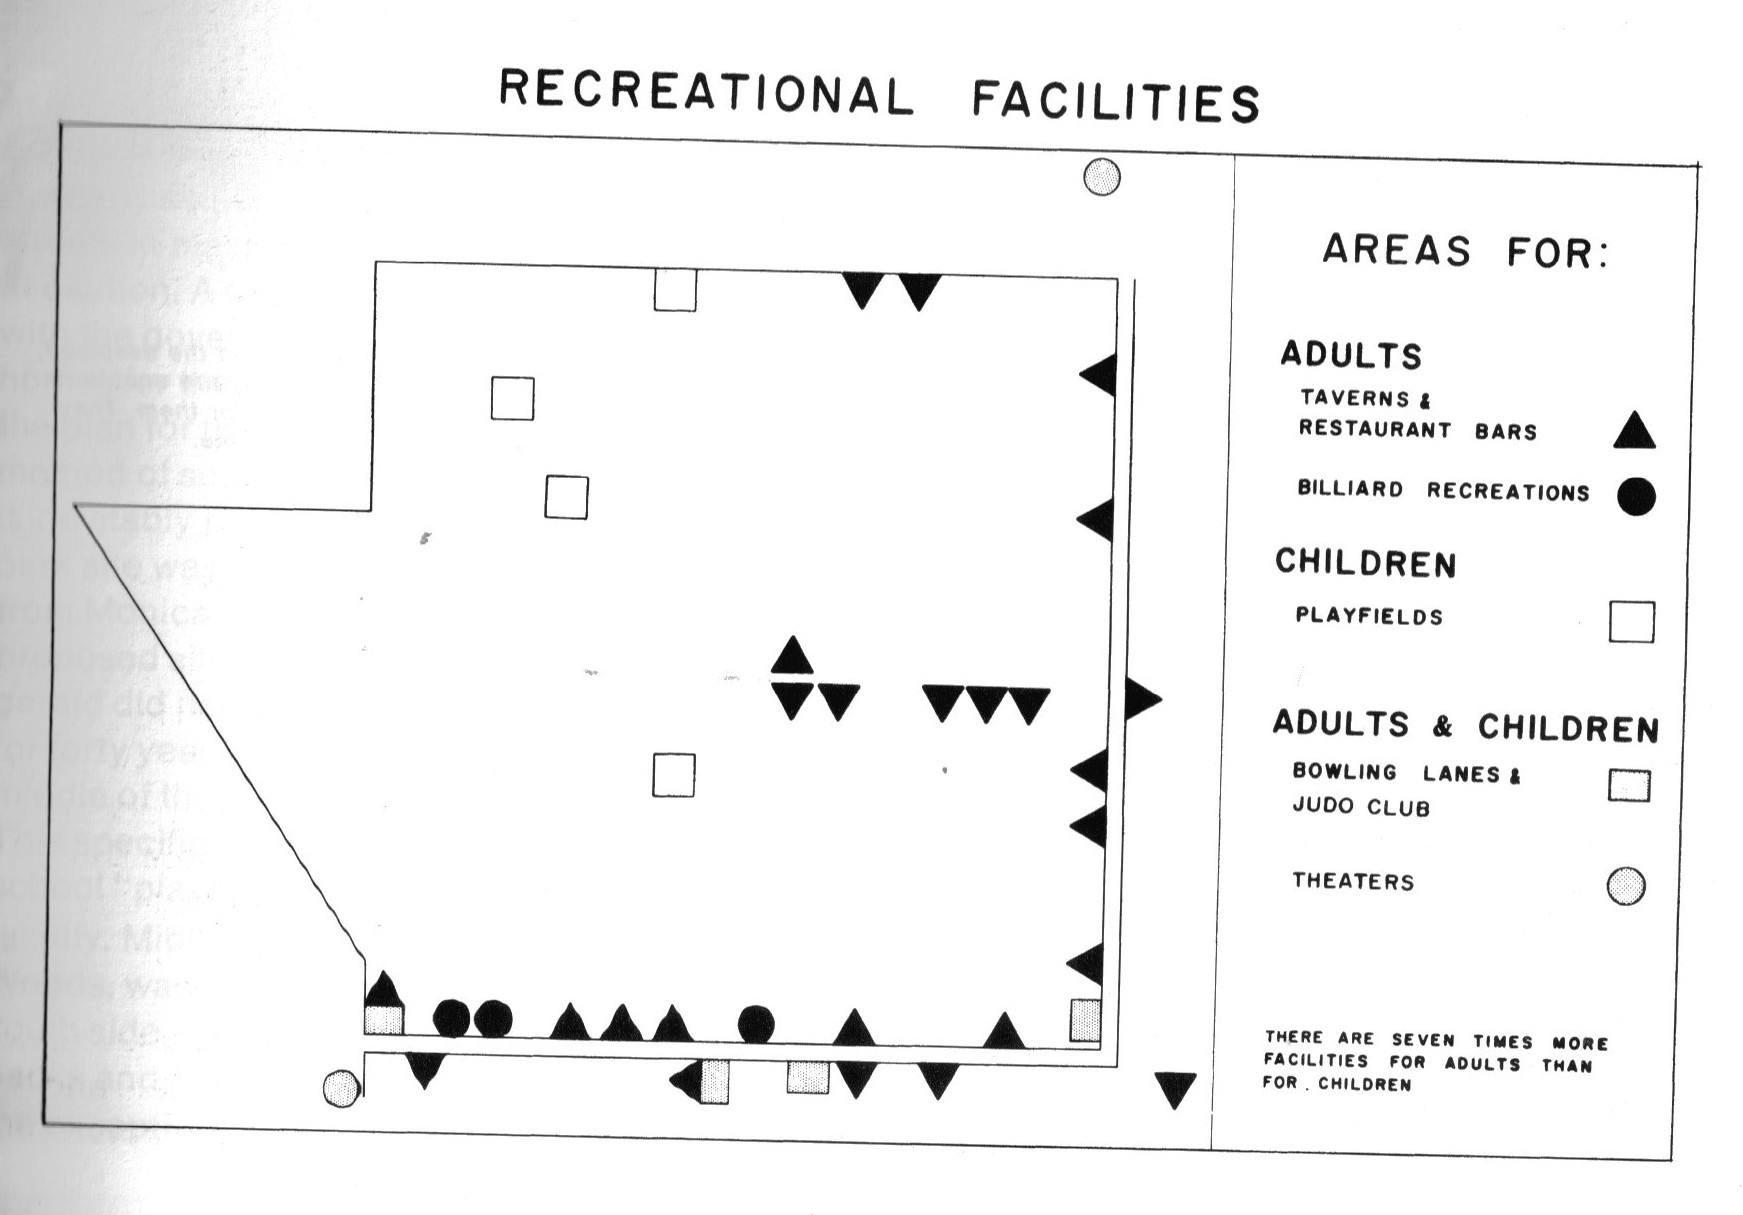 RECREATIONAL FACILITIES
AREAS FOR:
ADULTS
TAVERNS &
RESTAURANT BARS
BILLIARD RECREATIONS
CHILDREN
PLAYFIELDS
ADULTS & CHILDREN
BOWLING LANES &
JUDO CLUB
THEATERS
THERE ARE SEVEN TIMES MORE
FACILITIES FOR ADULTS THAN
FOR . CHILDREN